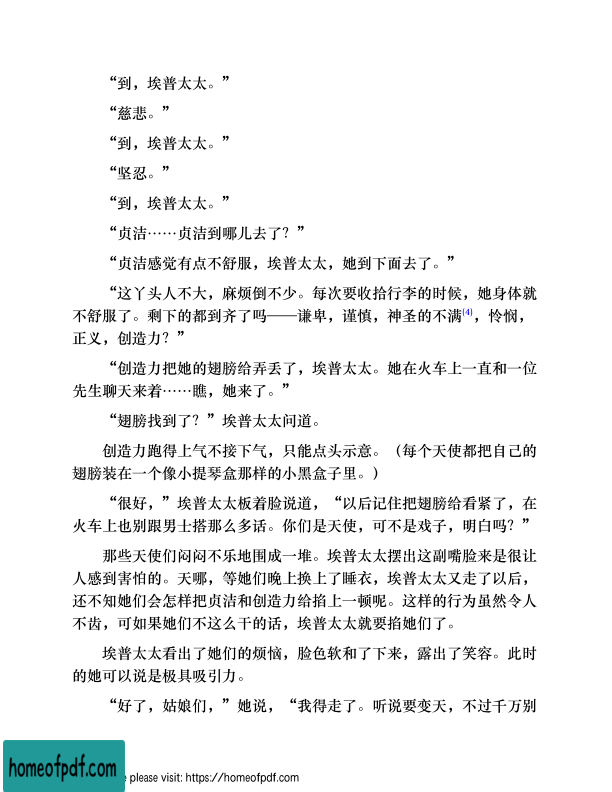 “到，埃普太太。”
“慈悲。”
“到，埃普太太。”
“坚忍。”
“到，埃普太太。”
“贞洁……贞洁到哪儿去了？”
“贞洁感觉有点不舒服，埃普太太，她到下面去了。”
“这丫头人不大，麻烦倒不少。每次要收拾行李的时候，她身体就
不舒服了。剩下的都到齐了吗——谦卑，谨慎，神圣的不满[4]，怜悯，
正义，创造力？”
“创造力把她的翅膀给弄丢了，埃普太太。她在火车上一直和一位
先生聊天来着……瞧，她来了。”
“翅膀找到了？”埃普太太问道。
创造力跑得上气不接下气，只能点头示意。（每个天使都把自己的
翅膀装在一个像小提琴盒那样的小黑盒子里。）
“很好，”埃普太太板着脸说道，“以后记住把翅膀给看紧了，在
火车上也别跟男士搭那么多话。你们是天使，可不是戏子，明白吗？”
那些天使们闷闷不乐地围成一堆。埃普太太摆出这副嘴脸来是很让
人感到害怕的。天哪，等她们晚上换上了睡衣，埃普太太又走了以后，
还不知她们会怎样把贞洁和创造力给掐上一顿呢。这样的行为虽然令人
不齿，可如果她们不这么干的话，埃普太太就要掐她们了。
埃普太太看出了她们的烦恼，脸色软和了下来，露出了笑容。此时
的她可以说是极具吸引力。
“好了，姑娘们，”她说，“我得走了。听说要变天，不过千万别
homeofpdf.com
e please visit: https://homeofpdf.com